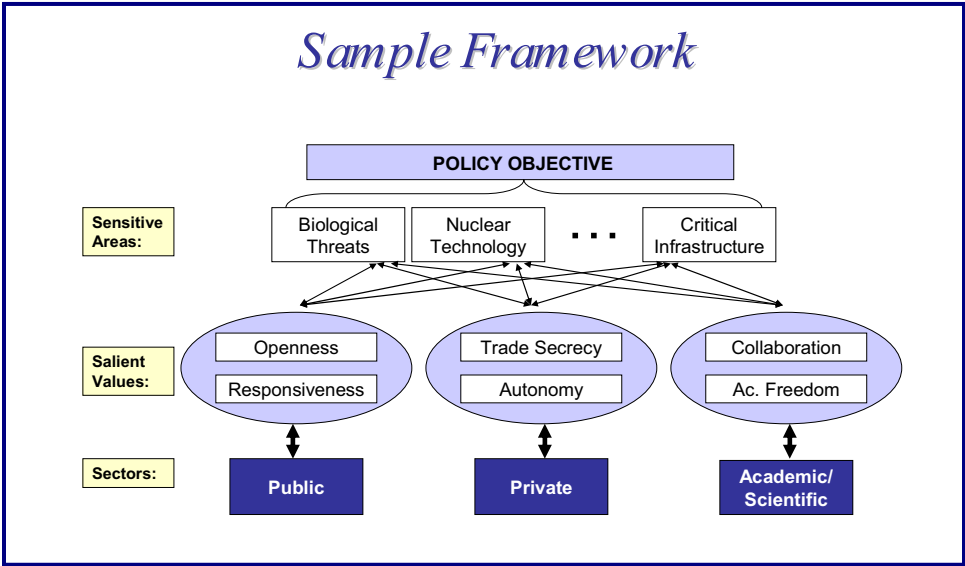 Sample Framework
POLICY OBJECTIVE
Sensitive
Areas:
Biological
Threats
Nuclear
Technology
. . .
Critical
Infrastructure
Salient
Values:
Openness
Responsiveness
Trade Secrecy
Autonomy
Collaboration
Ac. Freedom
Sectors:
Public
Private
Academic/
Scientific